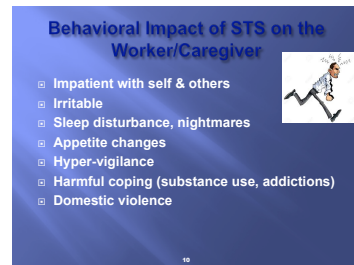 Behavioral Impact of STS on the
Worker/Caregiver
Impatient with self & others
Irritable
Sleep disturbance, nightmares
Appetite changes
Hyper-vigilance
Harmful coping (substance use, addictions)
Domestic violence
10